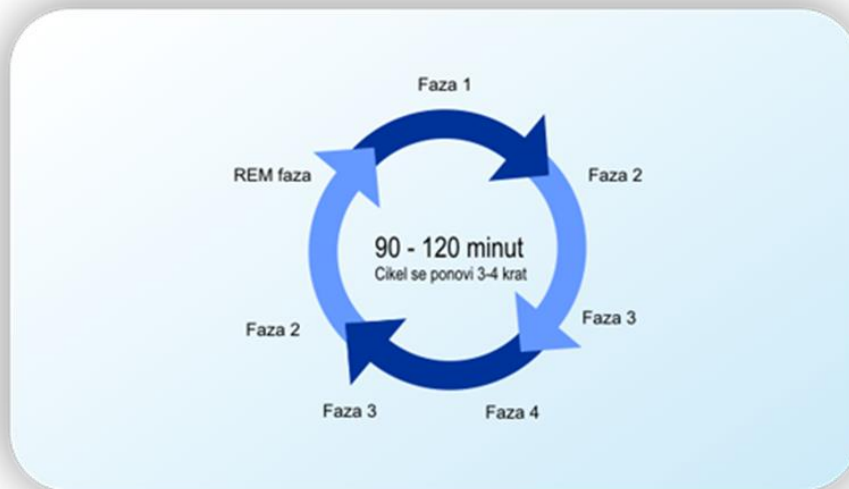 Faza 1
REM faza
Faza 2
90 - 120 minut
Cikel se ponovi 3-4 krat
Faza 3
Faza 2
Faza 3
Faza 4